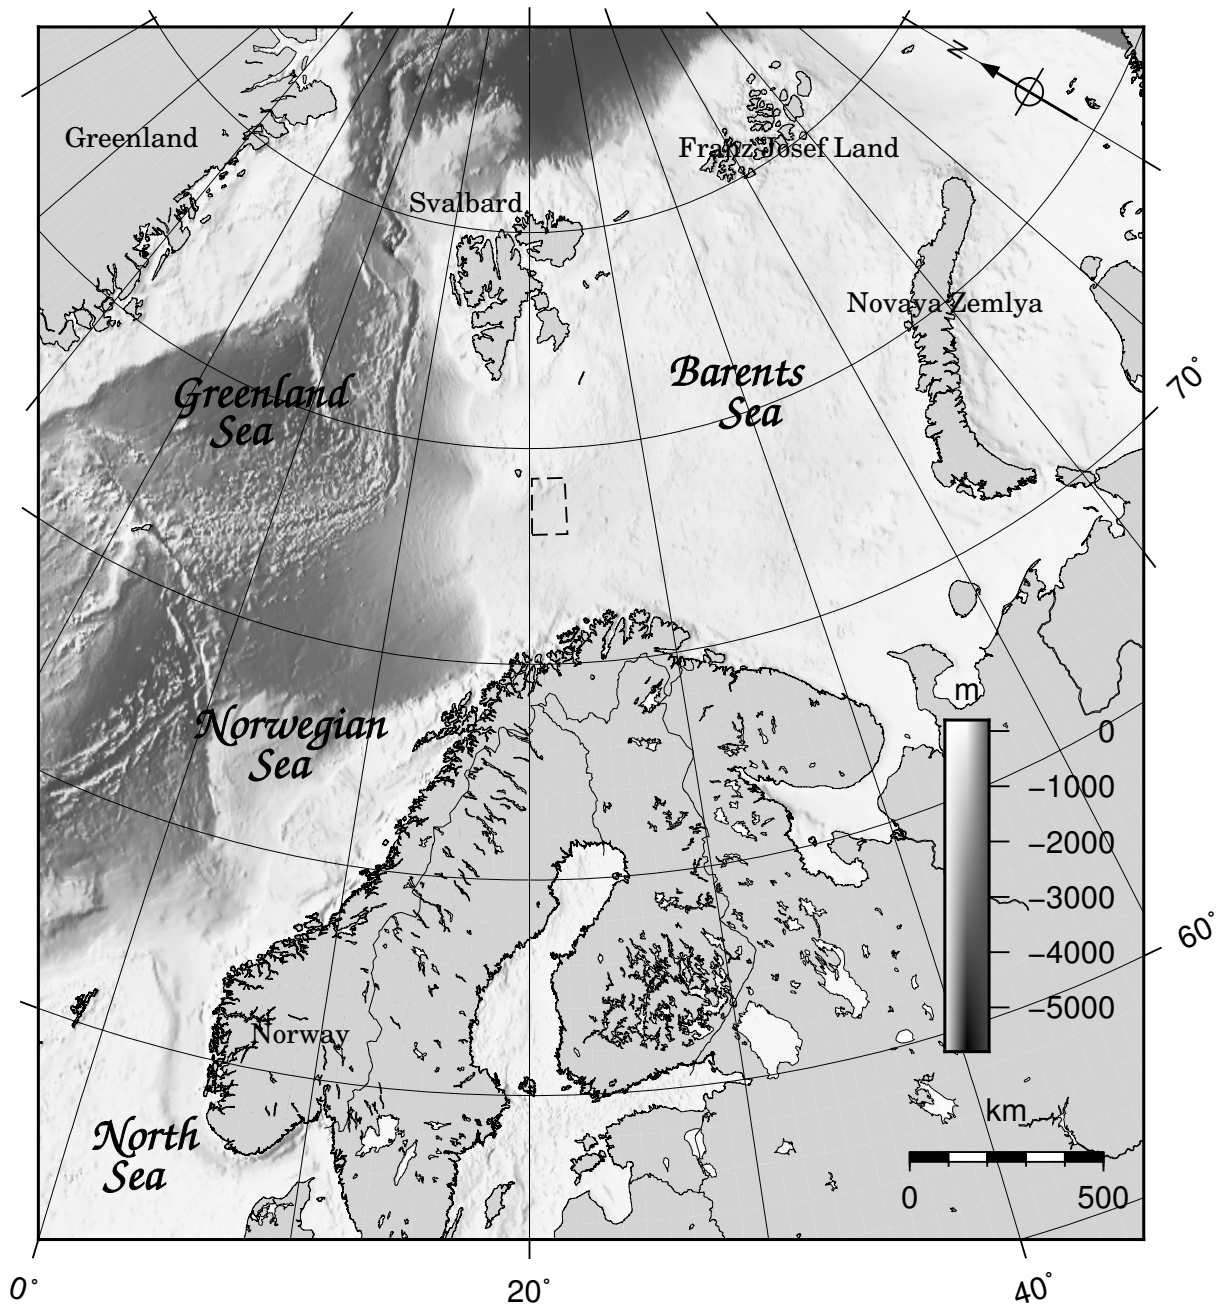 N
Greenland
Franz Josef Land
Svalbard
Novaya Zemlya
Barents
Sea
70°
Greenland
Sea
m
Norwegian
Sea
0
−1000
−2000
−3000
−4000
−5000
60°
Norway
km
North
Sea
0
500
0°
20°
40°